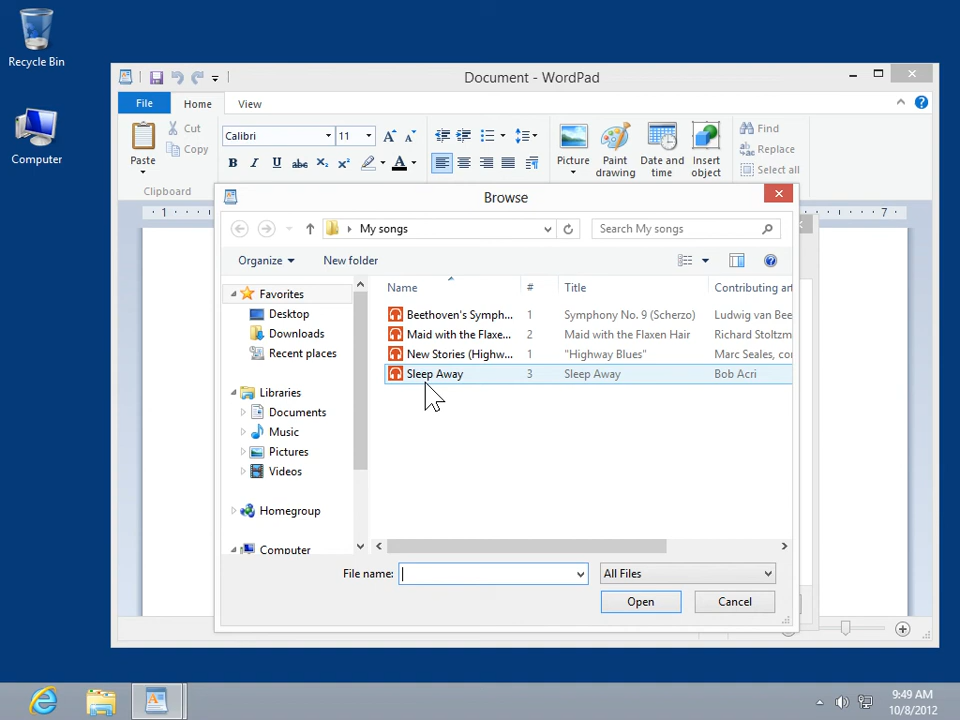 Recycle Bin
Computer
Document - WordPad
File Home View
Paste
Cut
Copy
Clipboard
Calibri 11
Picture
Paint drawing
Date and time
Insert object
Find
Replace
Select all
1 7
Browse
My songs
Search My songs
Organize New folder
Favorites
Desktop
Downloads
Recent places
Libraries
Documents
Music
Pictures
Videos
Homegroup
Computer
Name # Title Contributing art
Beethoven's Symph... 1 Symphony No. 9 (Scherzo) Ludwig van Bee
Maid with the Flaxe... 2 Maid with the Flaxen Hair Richard Stoltzm
New Stories (Highw... 1 "Highway Blues" Marc Seales, co
Sleep Away 3 Sleep Away Bob Acri
File name: All Files
Open Cancel
9:49 AM
10/8/2012